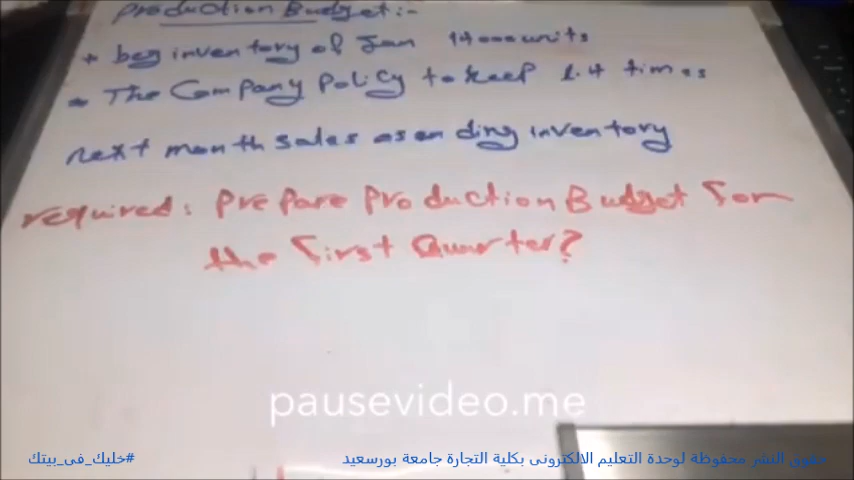 Production Budget:-
* beg inventory of Jan 14000 units
* The Company Policy to keep 1.4 times
next month sales as ending inventory
required: Prepare Production Budget for
the first Quarter?
pausevideo.me
#خليك_فى_بيتك
حقوق النشر محفوظة لوحدة التعليم الالكترونى بكلية التجارة جامعة بورسعيد